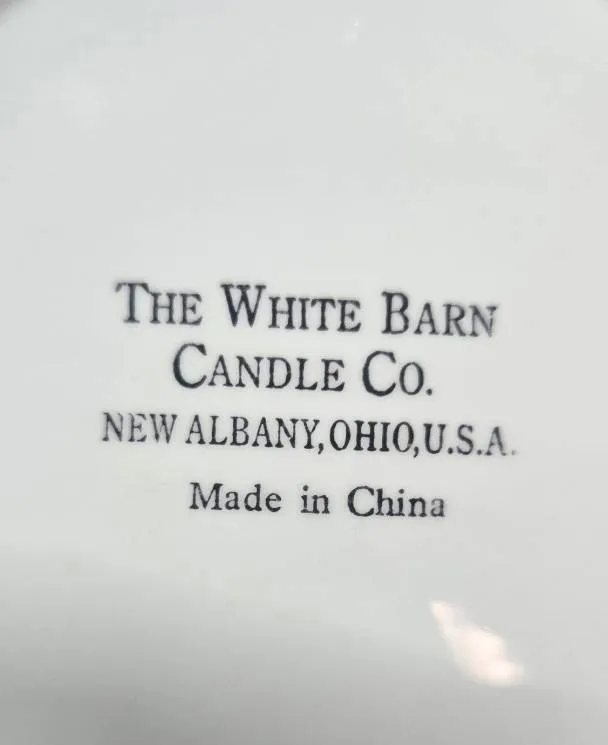 THE WHITE BARN
CANDLE CO.
NEW ALBANY, OHIO, U.S.A.
Made in China